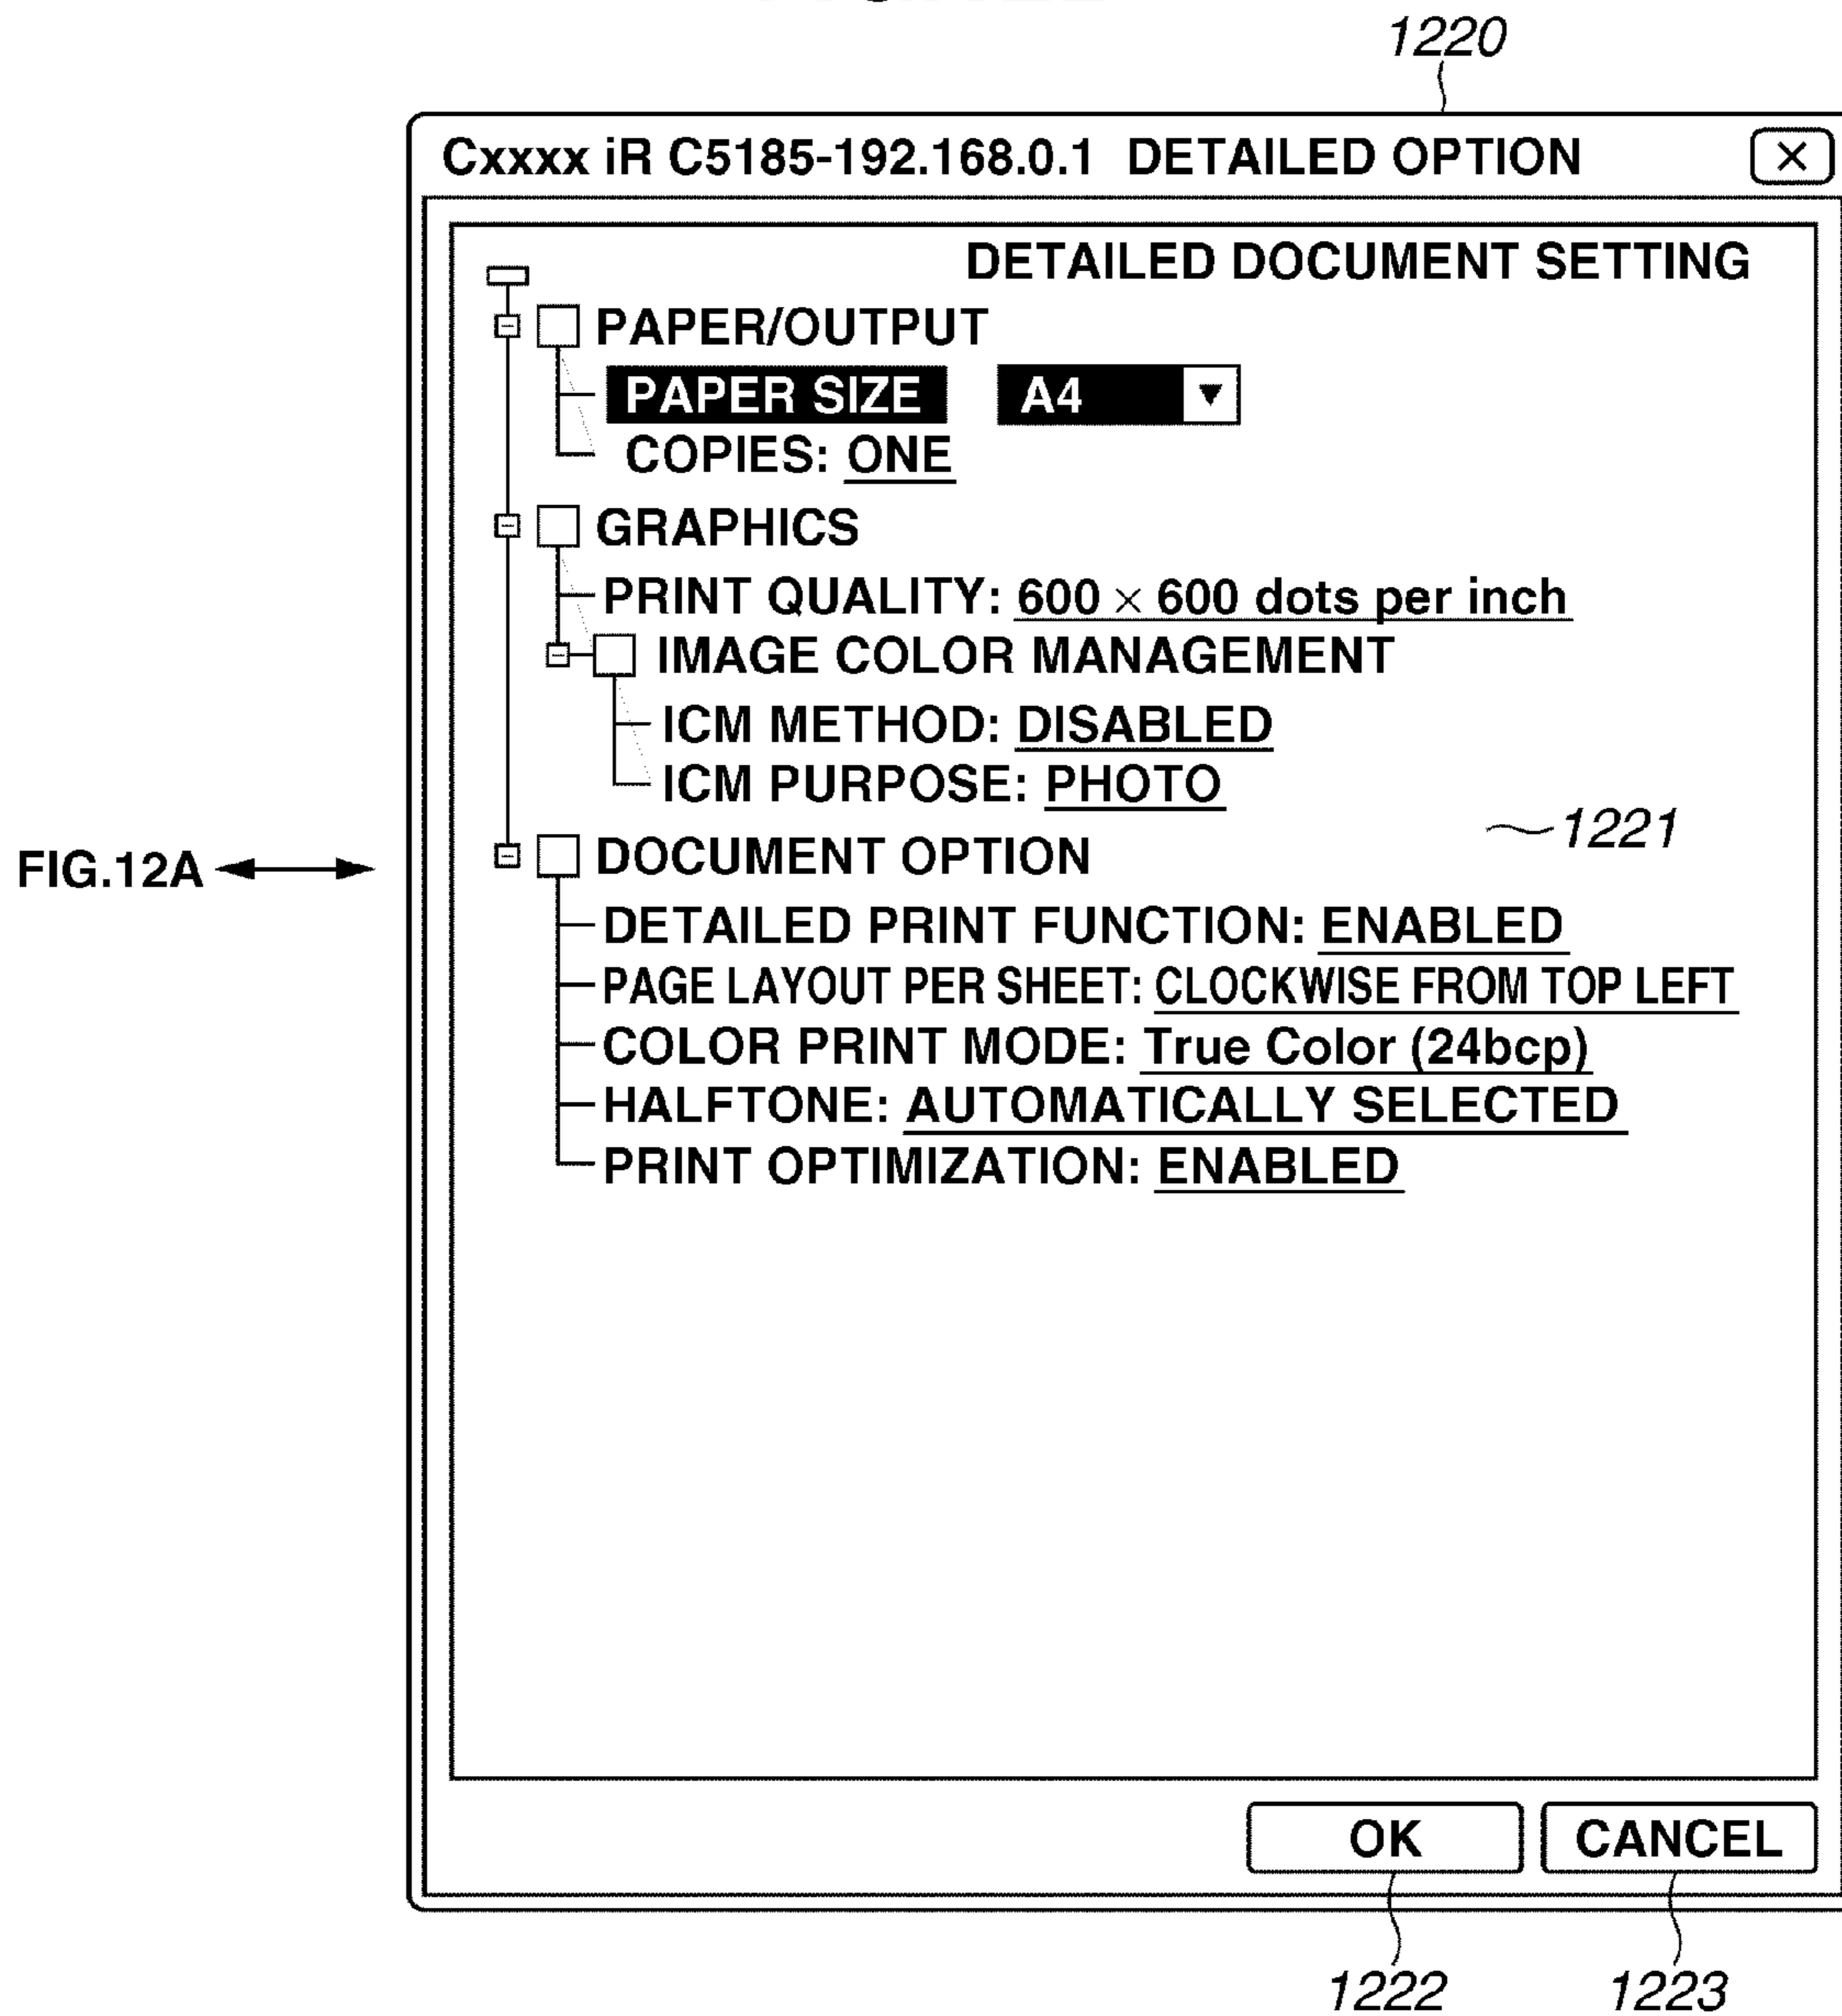 1220
Cxxxx iR C5185-192.168.0.1 DETAILED OPTION
DETAILED DOCUMENT SETTING
PAPER/OUTPUT
PAPER SIZE A4
COPIES: ONE
GRAPHICS
PRINT QUALITY: 600 × 600 dots per inch
IMAGE COLOR MANAGEMENT
ICM METHOD: DISABLED
ICM PURPOSE: PHOTO
1221
FIG.12A
DOCUMENT OPTION
DETAILED PRINT FUNCTION: ENABLED
PAGE LAYOUT PER SHEET: CLOCKWISE FROM TOP LEFT
COLOR PRINT MODE: True Color (24bcp)
HALFTONE: AUTOMATICALLY SELECTED
PRINT OPTIMIZATION: ENABLED
OK CANCEL
1222 1223